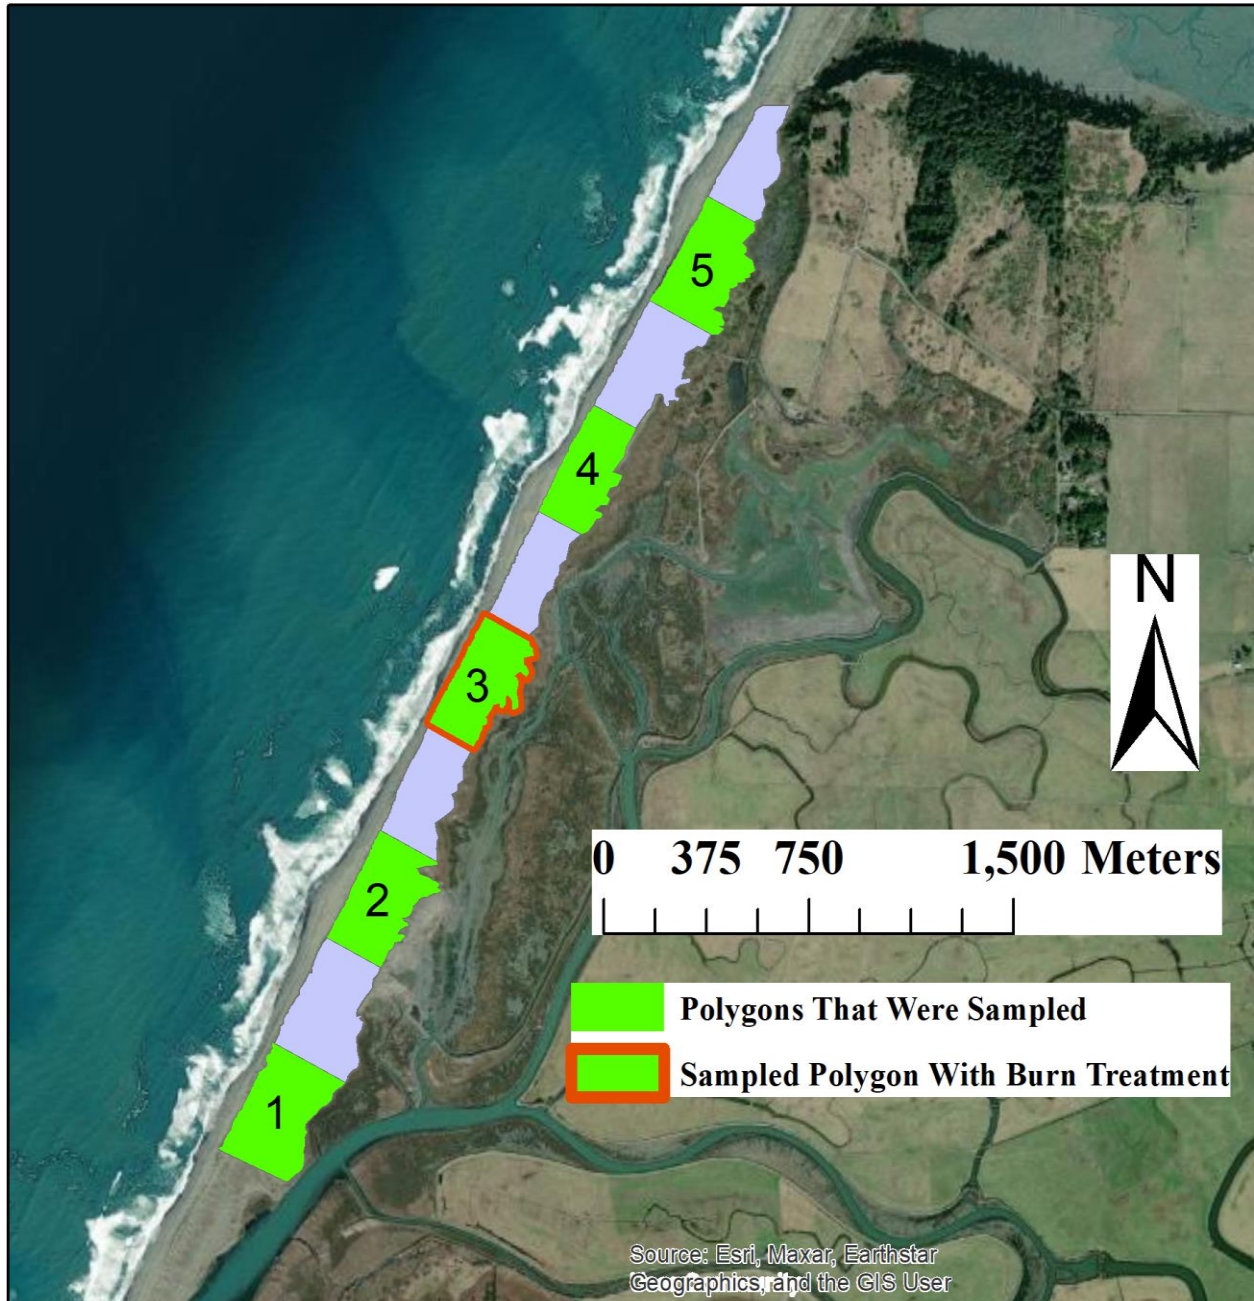 5
4
3
2
1
N
0 375 750 1,500 Meters
Polygons That Were Sampled
Sampled Polygon With Burn Treatment
Source: Esri, Maxar, Earthstar
Geographics, and the GIS User